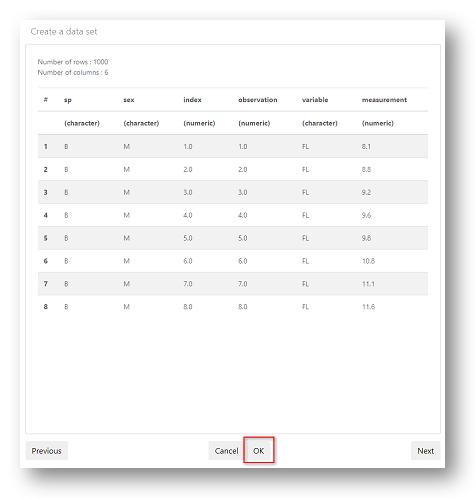 Create a data set
Number of rows : 1000
Number of columns : 6
# sp sex index observation variable measurement
(character) (character) (numeric) (numeric) (character) (numeric)
1 B M 1.0 1.0 FL 8.1
2 B M 2.0 2.0 FL 8.8
3 B M 3.0 3.0 FL 9.2
4 B M 4.0 4.0 FL 9.6
5 B M 5.0 5.0 FL 9.8
6 B M 6.0 6.0 FL 10.8
7 B M 7.0 7.0 FL 11.1
8 B M 8.0 8.0 FL 11.6
Previous Cancel OK Next